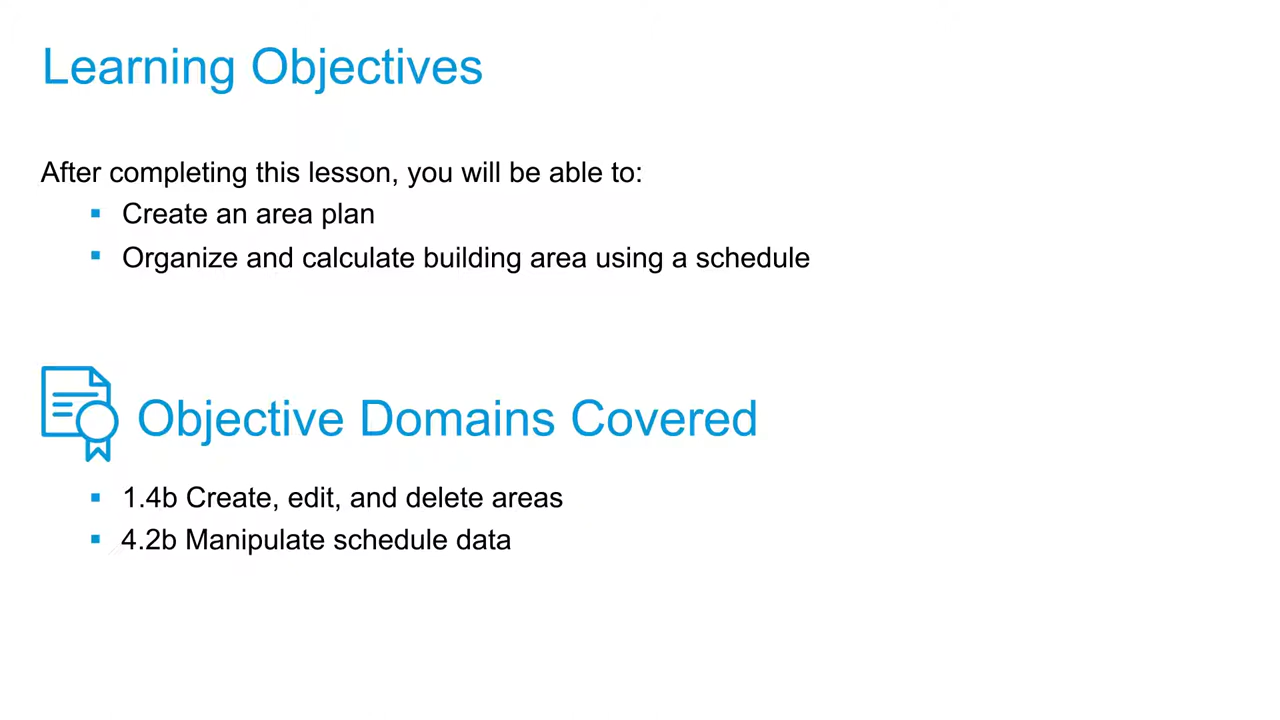 Learning Objectives
After completing this lesson, you will be able to:
▪ Create an area plan
▪ Organize and calculate building area using a schedule
Objective Domains Covered
▪ 1.4b Create, edit, and delete areas
▪ 4.2b Manipulate schedule data